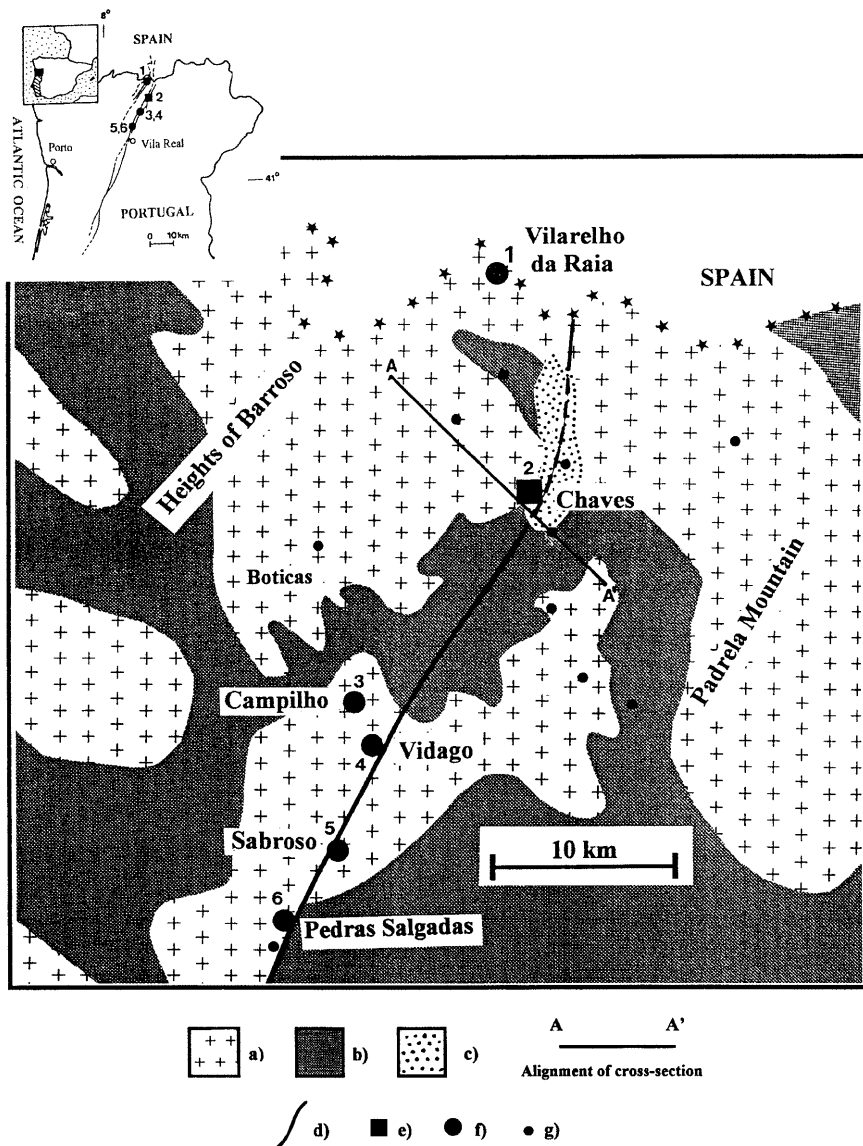 8°
SPAIN
1
2
3,4
5,6
Vila Real
Porto
ATLANTIC OCEAN
41°
PORTUGAL
0 10km
1
Vilarelho
da Raia
SPAIN
A
Heights of Barroso
2
Chaves
Boticas
A'
Padrela Mountain
3
Campilho
4
Vidago
5
Sabroso
10 km
6
Pedras Salgadas
a)
b)
c)
A A'
Alignment of cross-section
d)
e)
f)
g)